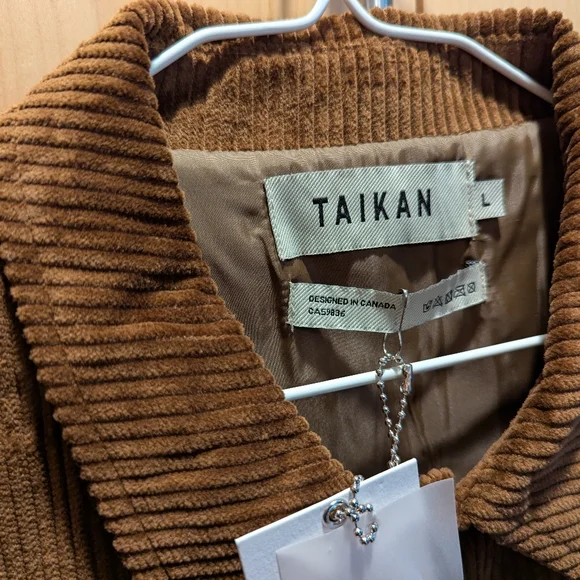 TAIKAN
L
DESIGNED IN CANADA
CA59836